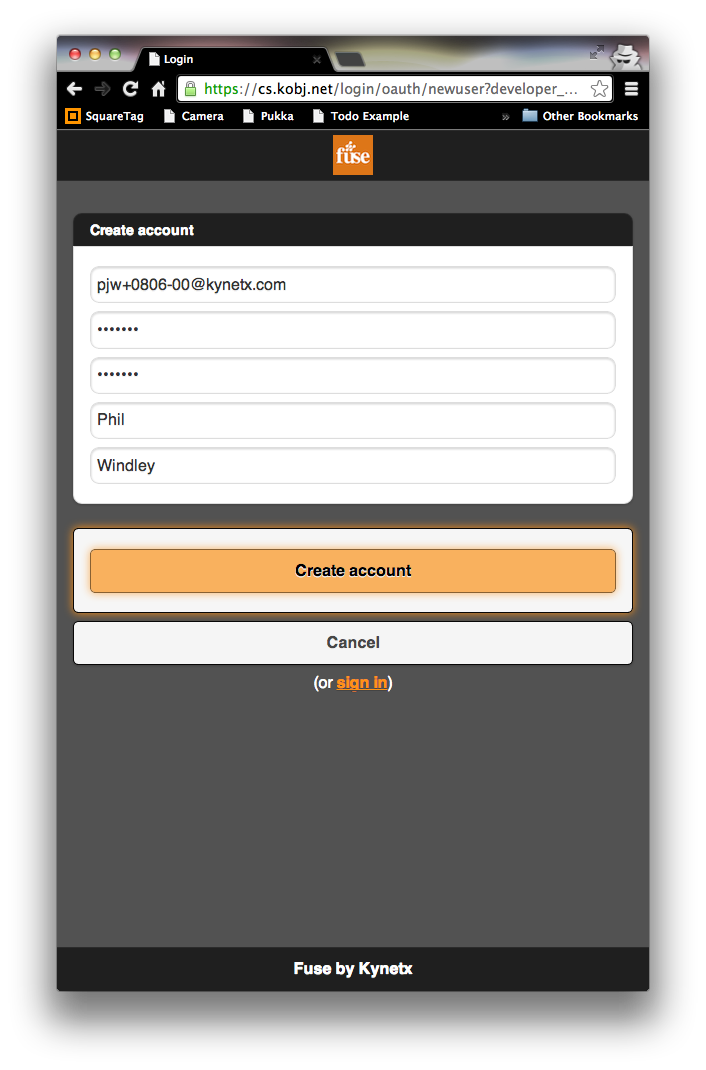 Login
https://cs.kobj.net/login/oauth/newuser?developer_...
SquareTag Camera Pukka Todo Example » Other Bookmarks
fuse
Create account
pjw+0806-00@kynetx.com
•••••••
•••••••
Phil
Windley
Create account
Cancel
(or sign in)
Fuse by Kynetx